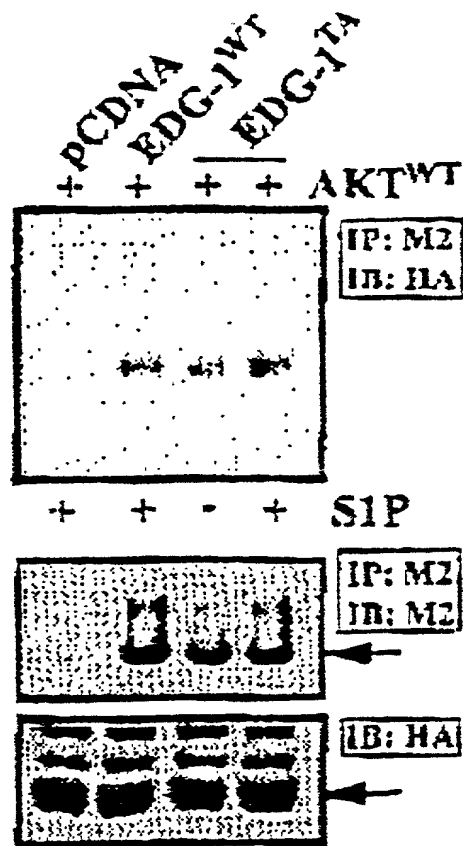 pCDNA
EDG-1WT
EDG-1TA
+ + + + AKTWT
IP: M2
IB: HA
+ + - + S1P
IP: M2
IB: M2
IB: HA